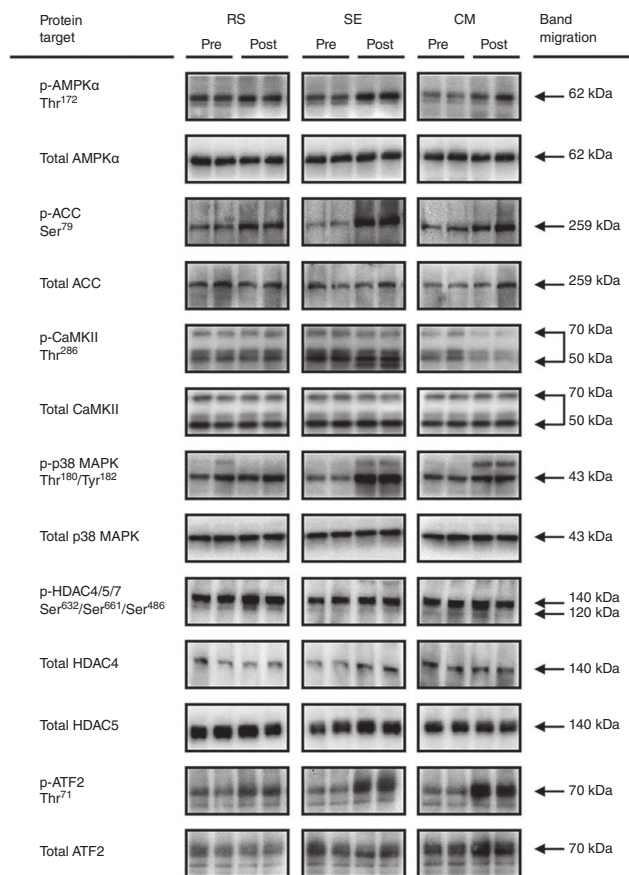 Protein target RS SE CM Band migration
Pre Post Pre Post Pre Post
p-AMPKα
Thr172
62 kDa
Total AMPKα
62 kDa
p-ACC
Ser79
259 kDa
Total ACC
259 kDa
p-CaMKII
Thr286
70 kDa
50 kDa
Total CaMKII
70 kDa
50 kDa
p-p38 MAPK
Thr180/Tyr182
43 kDa
Total p38 MAPK
43 kDa
p-HDAC4/5/7
Ser632/Ser661/Ser486
140 kDa
120 kDa
Total HDAC4
140 kDa
Total HDAC5
140 kDa
p-ATF2
Thr71
70 kDa
Total ATF2
70 kDa